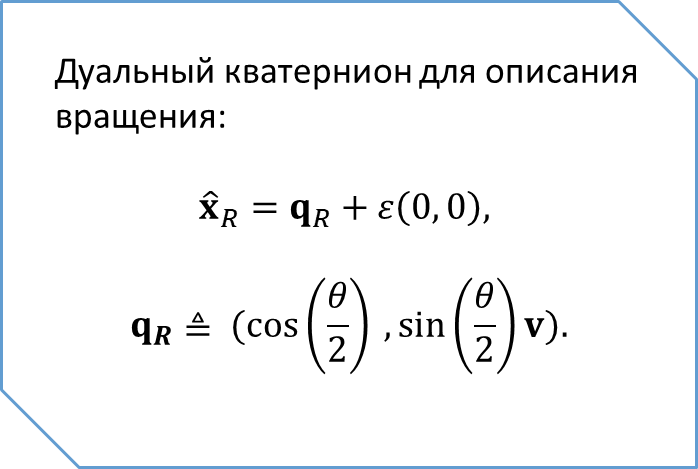 Дуальный кватернион для описания
вращения:
x̂_R = q_R + ε(0, 0),
q_R ≜ (cos(θ/2) , sin(θ/2) v).